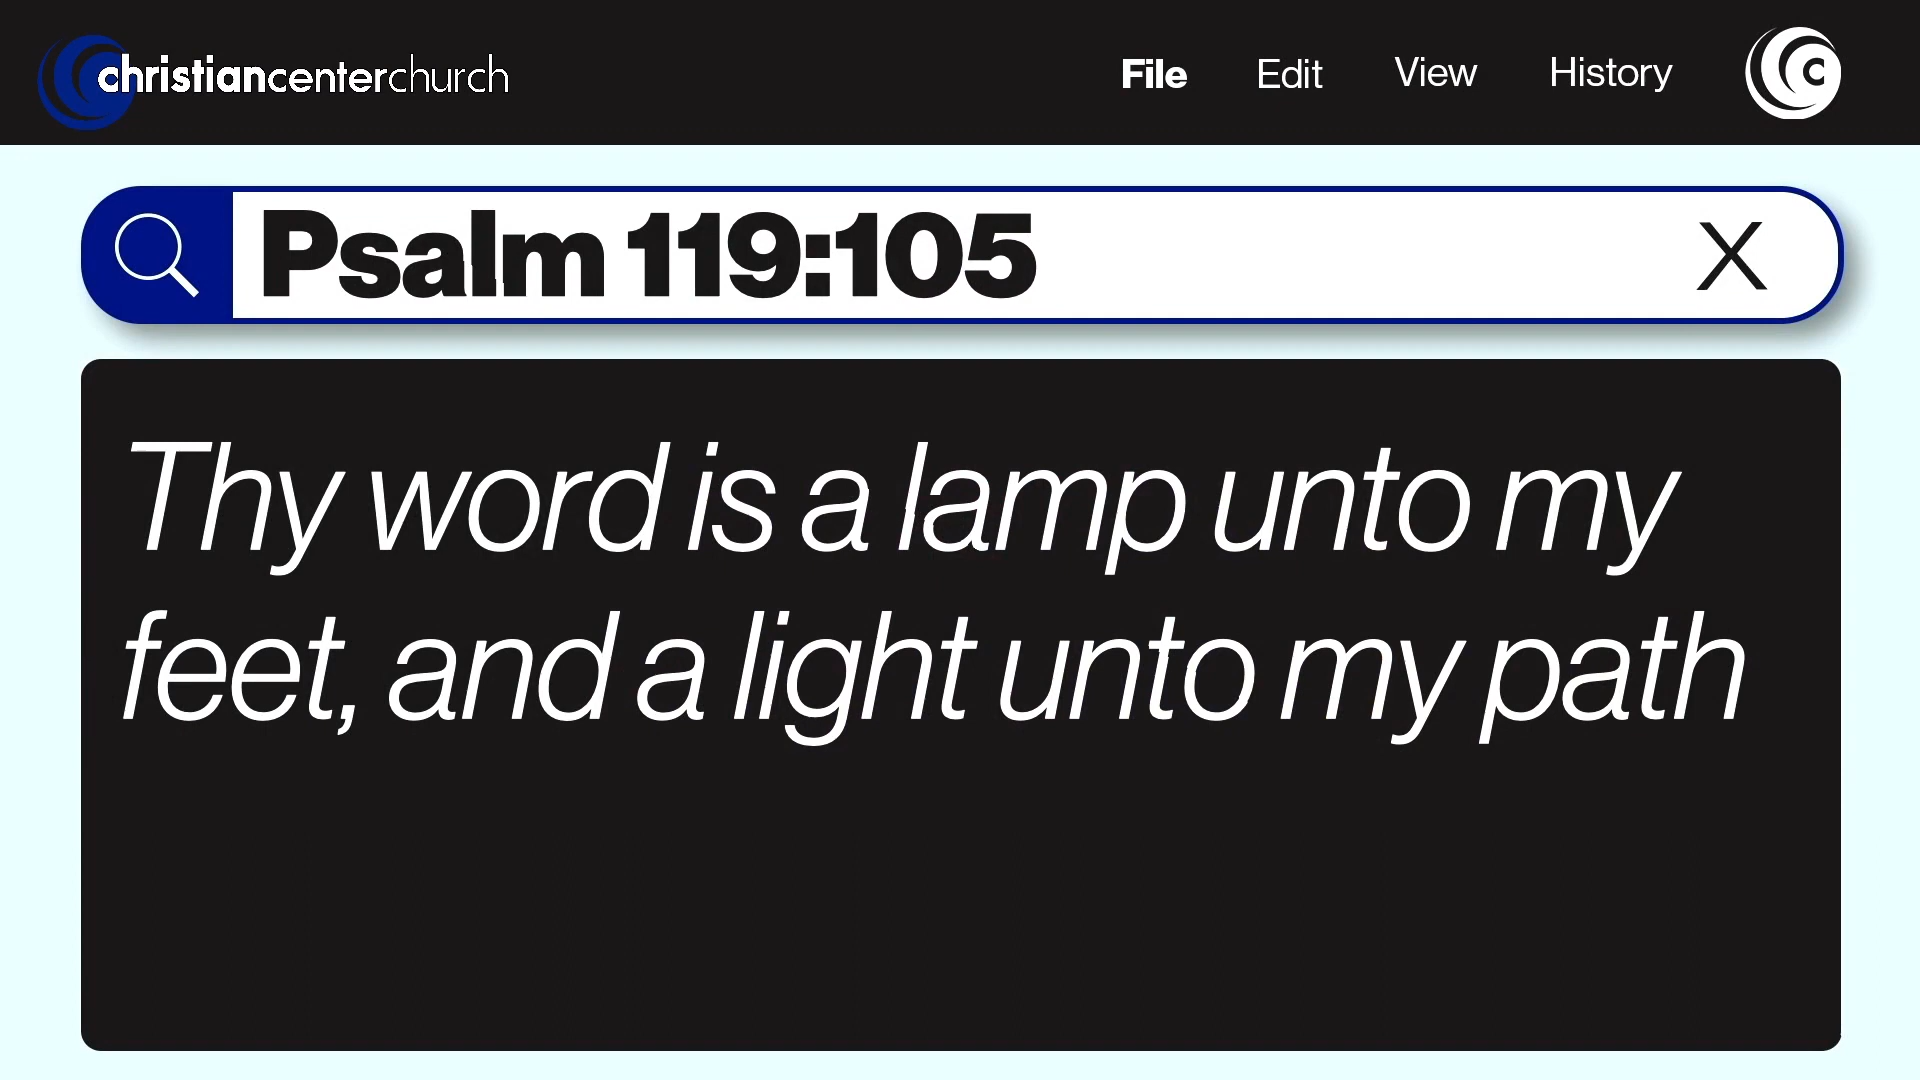 christiancenterchurch
File Edit View History
Psalm 119:105 X
Thy word is a lamp unto my
feet, and a light unto my path